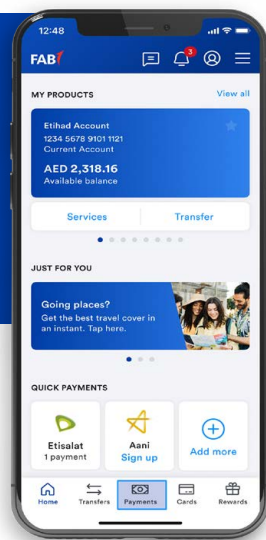 12:48
FAB
3
MY PRODUCTS
View all
Etihad Account
1234 5678 9101 1121
Current Account
AED 2,318.16
Available balance
Services
Transfer
JUST FOR YOU
Going places?
Get the best travel cover in
an instant. Tap here.
QUICK PAYMENTS
Etisalat
1 payment
Aani
Sign up
Add more
Home
Transfers
Payments
Cards
Rewards